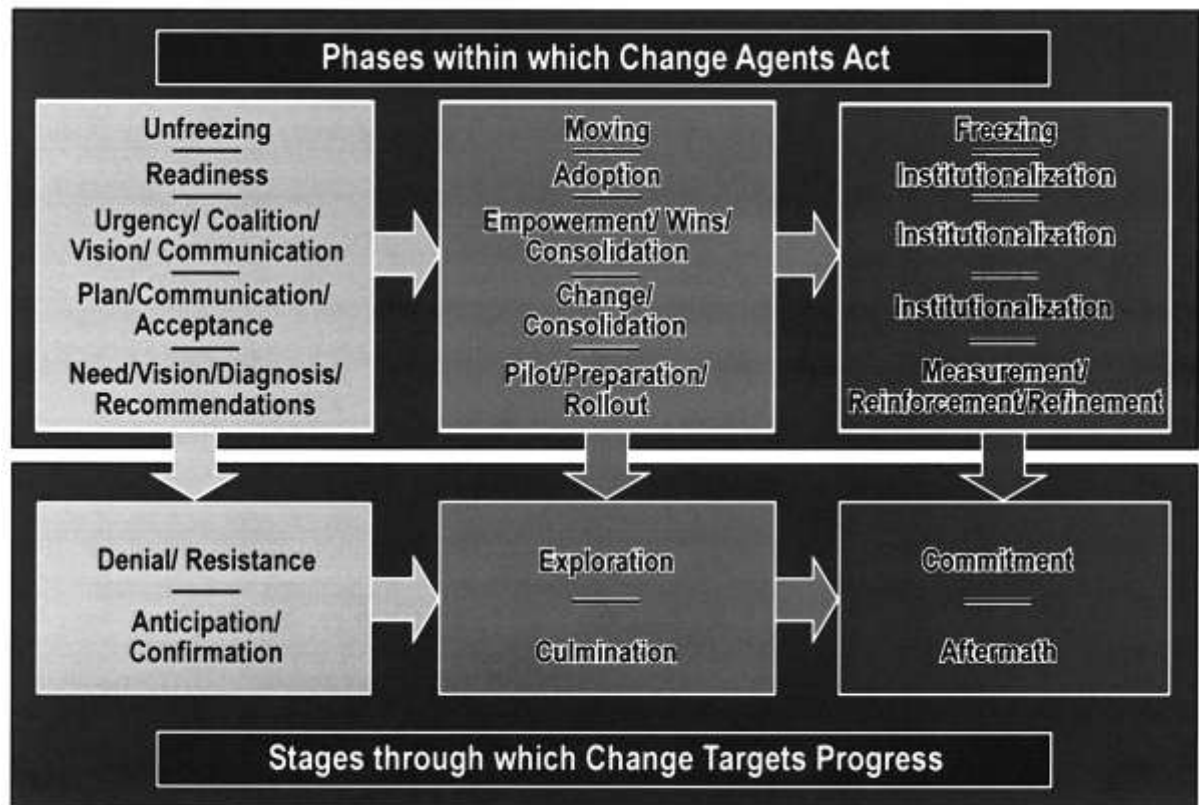 Phases within which Change Agents Act
Unfreezing
Readiness
Urgency/ Coalition/
Vision/ Communication
Plan/Communication/
Acceptance
Need/Vision/Diagnosis/
Recommendations
Moving
Adoption
Empowerment/ Wins/
Consolidation
Change/
Consolidation
Pilot/Preparation/
Rollout
Freezing
Institutionalization
Institutionalization
Institutionalization
Measurement/
Reinforcement/Refinement
Denial/ Resistance
Anticipation/
Confirmation
Exploration
Culmination
Commitment
Aftermath
Stages through which Change Targets Progress